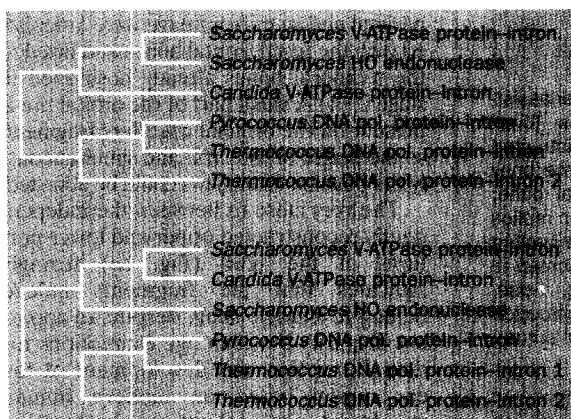 Saccharomyces V-ATPase protein–intron
Saccharomyces HO endonuclease
Candida V-ATPase protein–intron
Pyrococcus DNA pol. protein–intron
Thermococcus DNA pol. protein–intron
Thermococcus DNA pol. protein–intron 2
Saccharomyces V-ATPase protein–intron
Candida V-ATPase protein–intron
Saccharomyces HO endonuclease
Pyrococcus DNA pol. protein–intron
Thermococcus DNA pol. protein–intron 1
Thermococcus DNA pol. protein–intron 2